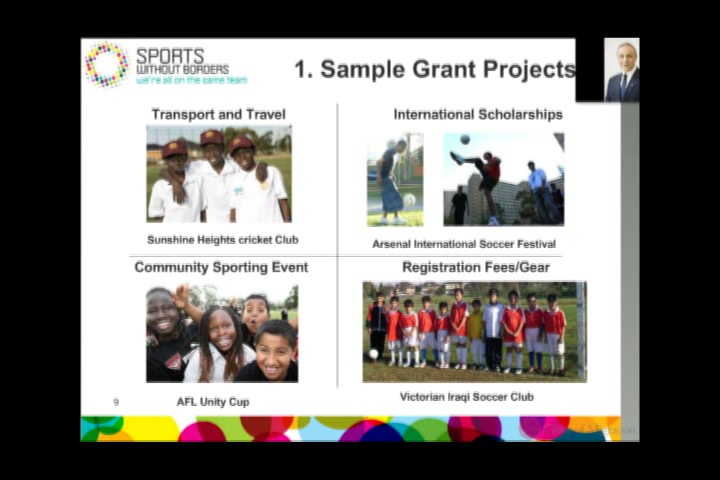 SPORTS
WITHOUT BORDERS
we're all on the same team
1. Sample Grant Projects
Transport and Travel
International Scholarships
Sunshine Heights cricket Club
Arsenal International Soccer Festival
Community Sporting Event
Registration Fees/Gear
AFL Unity Cup
Victorian Iraqi Soccer Club
9